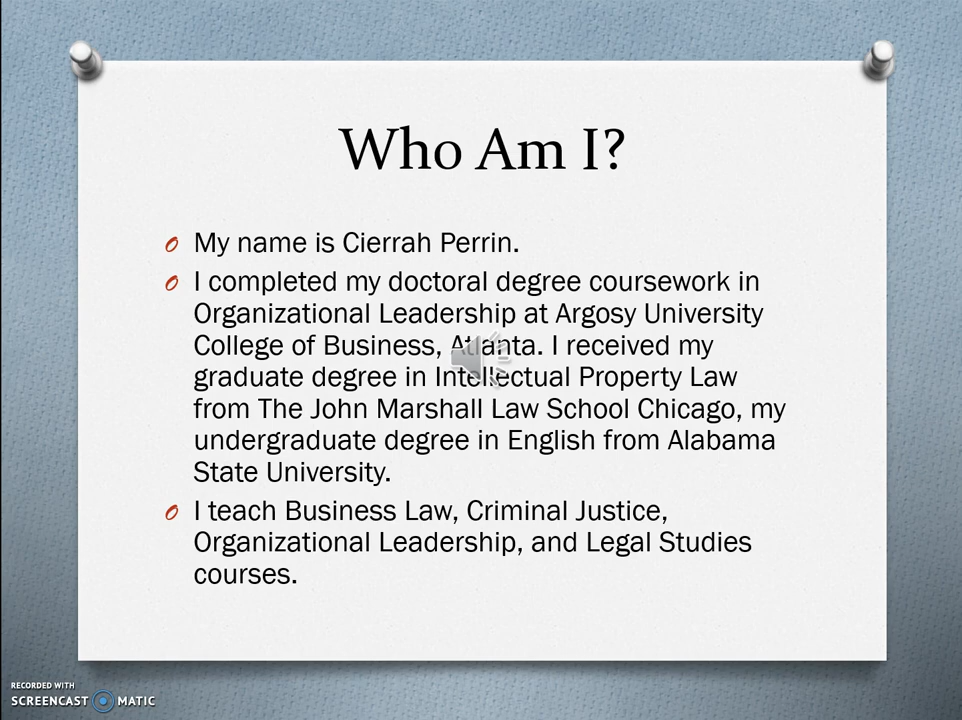 Who Am I?
My name is Cierrah Perrin.
I completed my doctoral degree coursework in
Organizational Leadership at Argosy University
College of Business, Atlanta. I received my
graduate degree in Intellectual Property Law
from The John Marshall Law School Chicago, my
undergraduate degree in English from Alabama
State University.
I teach Business Law, Criminal Justice,
Organizational Leadership, and Legal Studies
courses.
RECORDED WITH
SCREENCAST MATIC